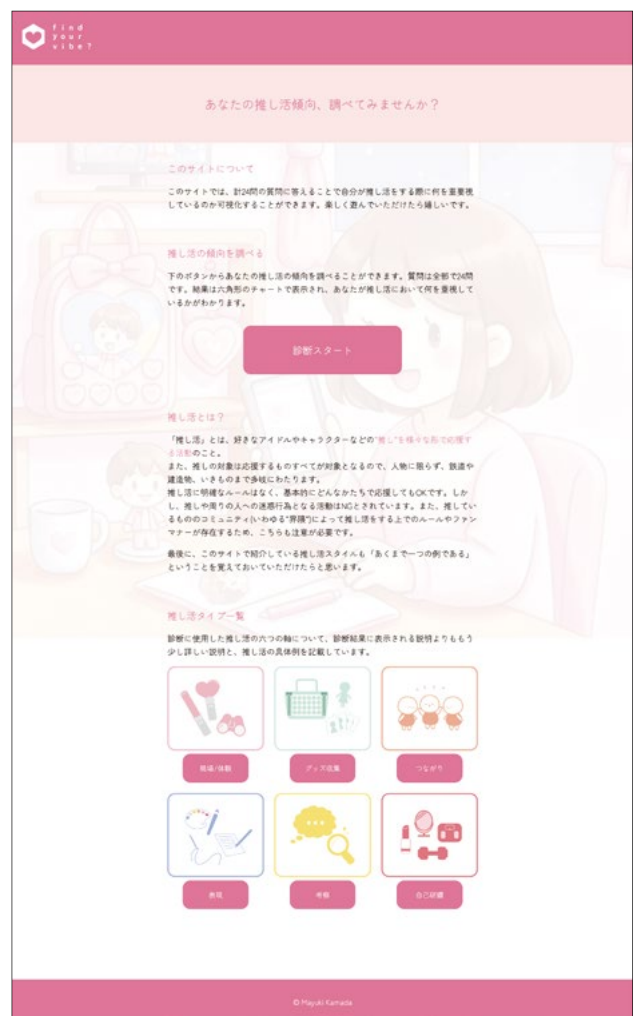 find
your
vibe?
あなたの推し活傾向、調べてみませんか？
このサイトについて
このサイトでは、計24問の質問に答えることで自分が推し活をする際に何を重要視
しているのか可視化することができます。楽しく遊んでいただけたら嬉しいです。
推し活の傾向を調べる
下のボタンからあなたの推し活の傾向を調べることができます。質問は全部で24問
です。結果は六角形のチャートで表示され、あなたが推し活において何を重視して
いるかがわかります。
診断スタート
推し活とは？
「推し活」とは、好きなアイドルやキャラクターなどの"推し"を様々な形で応援す
る活動のこと。
また、推しの対象は応援するものすべてが対象となるので、人物に限らず、鉄道や
建造物、いきものまで多岐にわたります。
推し活に明確なルールはなく、基本的にどんなかたちで応援してもOKです。しか
し、推しや周りの人への迷惑行為となる活動はNGとされています。また、推してい
るもののコミュニティ(いわゆる"界隈")によって推し活をする上でのルールやファン
マナーが存在するため、こちらも注意が必要です。
最後に、このサイトで紹介している推し活スタイルも「あくまで一つの例である」
ということを覚えておいていただけたらと思います。
推し活タイプ一覧
診断に使用した推し活の六つの軸について、診断結果に表示される説明よりももう
少し詳しい説明と、推し活の具体例を記載しています。
現場/体験
グッズ収集
つながり
表現
考察
自己研鑽
© Mayuki Kamada